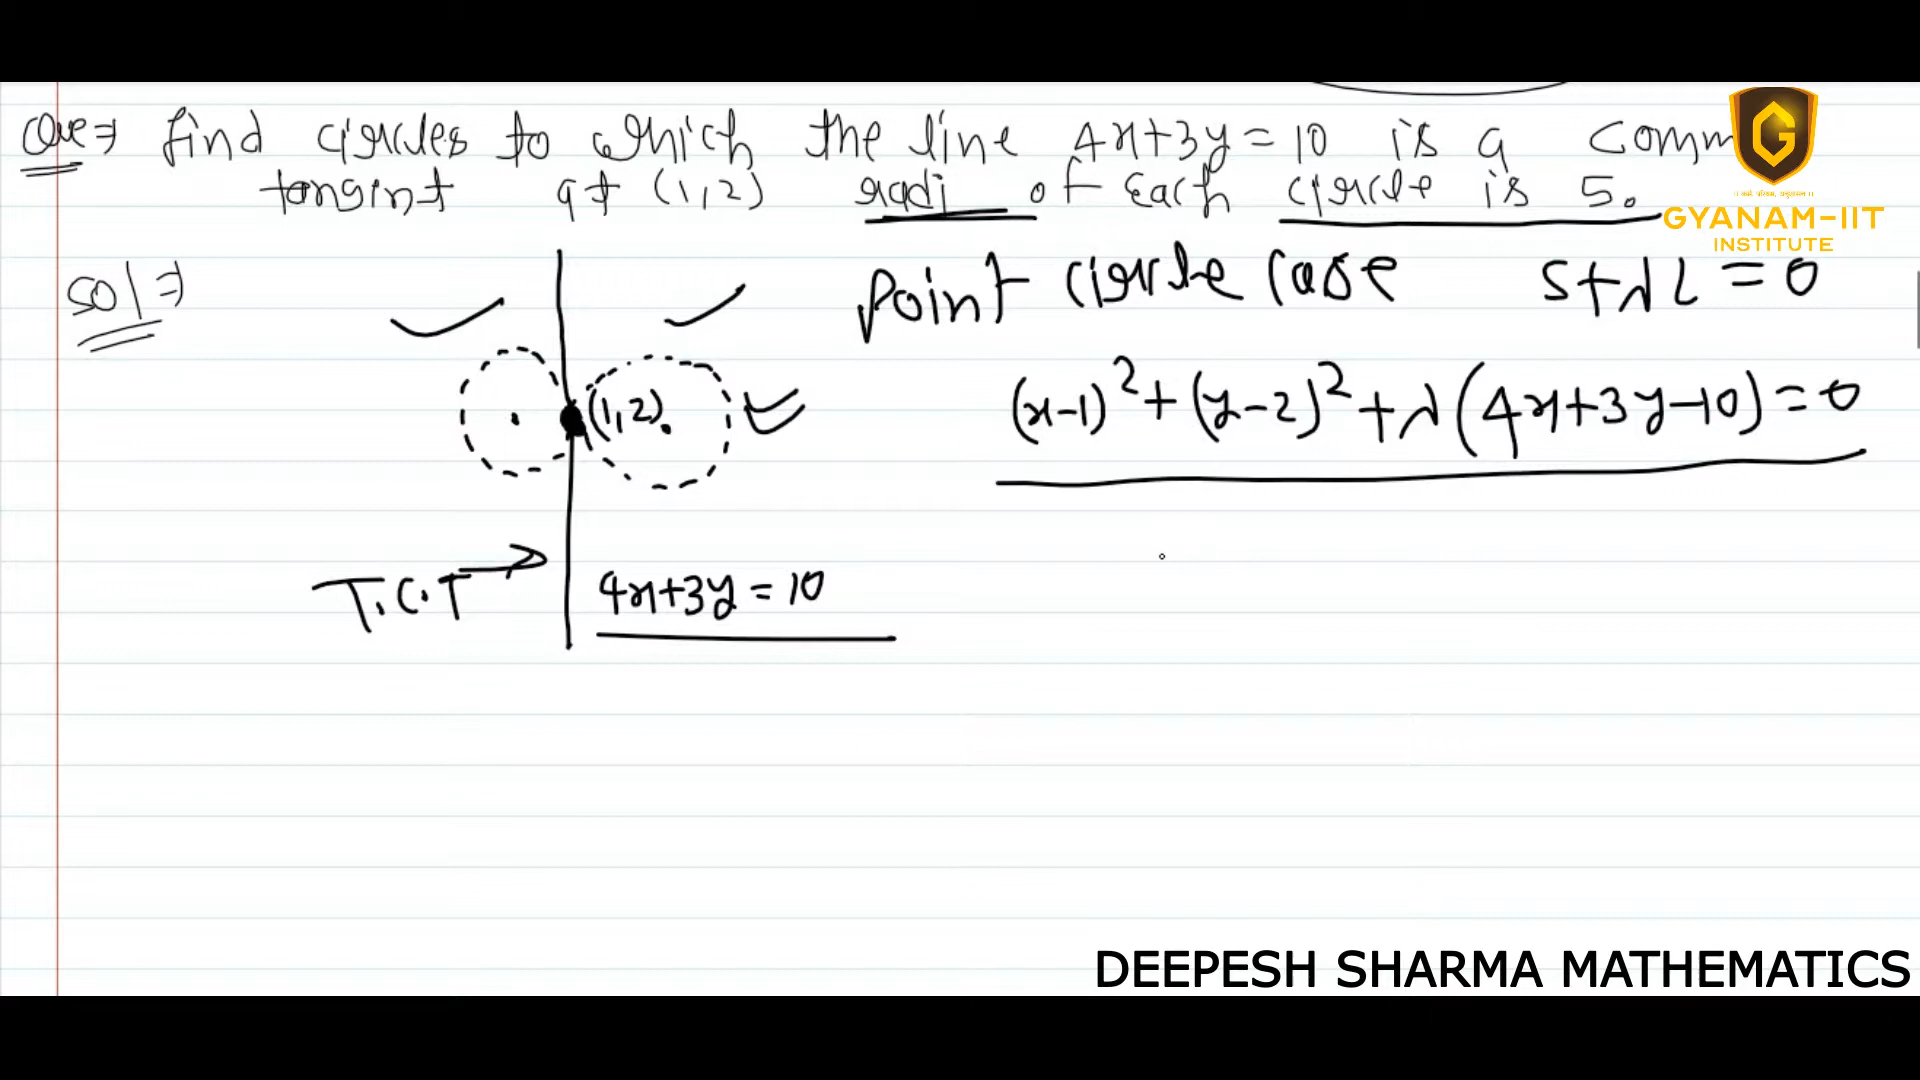 Que⇒ find circles to which the line 4x+3y=10 is a comm
tangint at (1,2) radi of Each circle is 5.
GYANAM-IIT
INSTITUTE
Sol⇒
Point circle case S+λL=0
(1,2)
(x-1)²+(y-2)²+λ(4x+3y-10)=0
T.C.T → 4x+3y=10
DEEPESH SHARMA MATHEMATICS